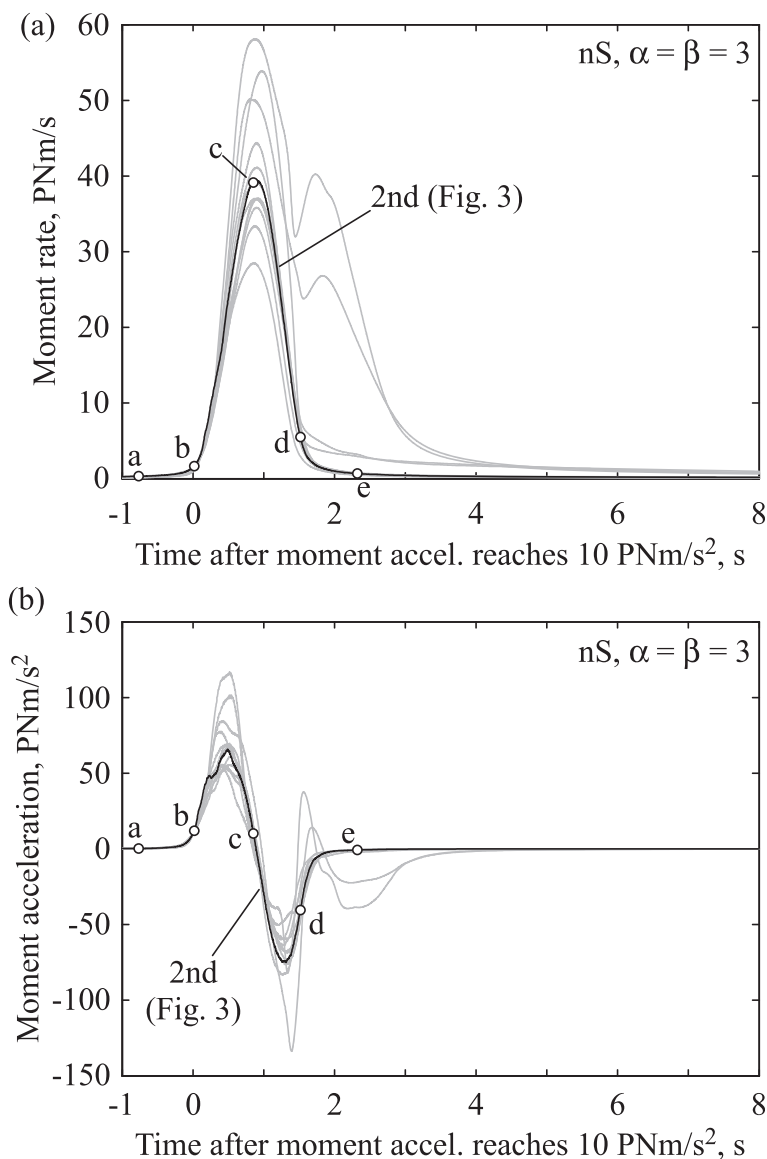 (a)
60
50
40
30
20
10
0
Moment rate, PNm/s
nS, α = β = 3
c
2nd (Fig. 3)
a
b
d
e
-1 0 2 4 6 8
Time after moment accel. reaches 10 PNm/s², s
(b)
150
100
50
0
-50
-100
-150
Moment acceleration, PNm/s²
nS, α = β = 3
a
b
c
e
d
2nd
(Fig. 3)
-1 0 2 4 6 8
Time after moment accel. reaches 10 PNm/s², s